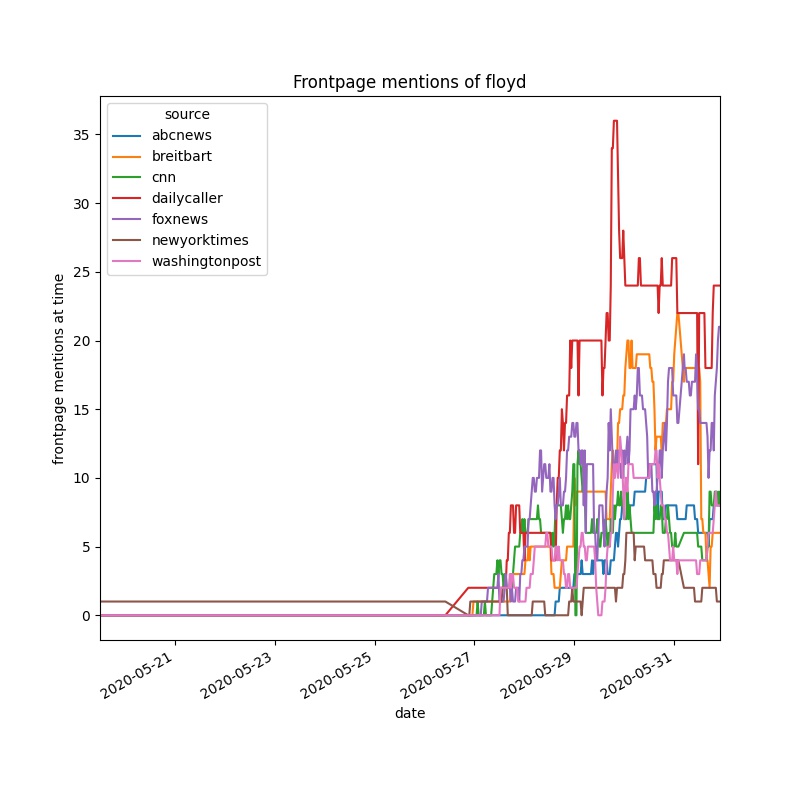 Frontpage mentions of floyd
source
abcnews
breitbart
cnn
dailycaller
foxnews
newyorktimes
washingtonpost
frontpage mentions at time
35
30
25
20
15
10
5
0
2020-05-21
2020-05-23
2020-05-25
2020-05-27
2020-05-29
2020-05-31
date